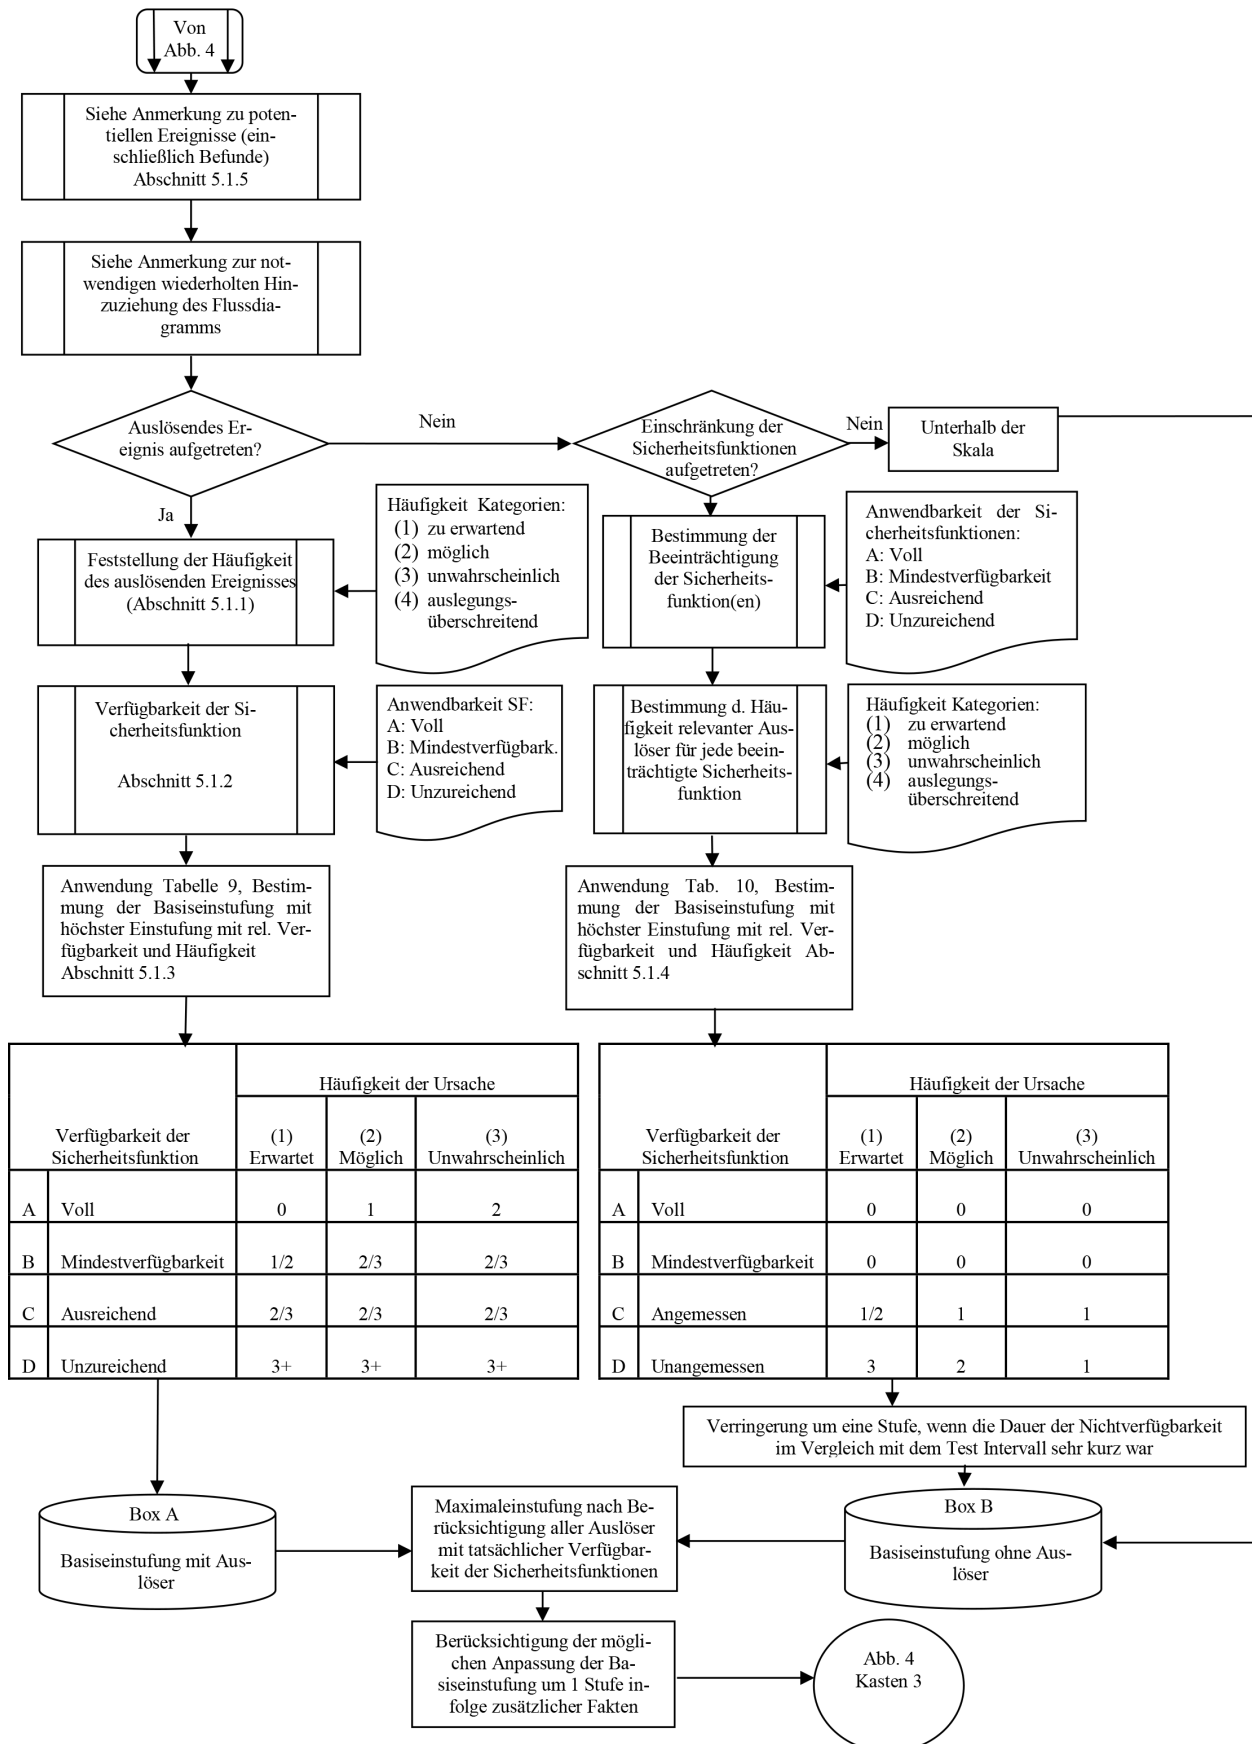 Von
Abb. 4
Siehe Anmerkung zu poten-
tiellen Ereignisse (ein-
schließlich Befunde)
Abschnitt 5.1.5
Siehe Anmerkung zur not-
wendigen wiederholten Hin-
zuziehung des Flussdia-
gramms
Auslösendes Er-
eignis aufgetreten?
Nein
Einschränkung der
Sicherheitsfunktionen
aufgetreten?
Nein
Unterhalb der
Skala
Ja
Feststellung der Häufigkeit
des auslösenden Ereignisses
(Abschnitt 5.1.1)
Häufigkeit Kategorien:
(1) zu erwartend
(2) möglich
(3) unwahrscheinlich
(4) auslegungs-
überschreitend
Bestimmung der
Beeinträchtigung
der Sicherheits-
funktion(en)
Anwendbarkeit der Si-
cherheitsfunktionen:
A: Voll
B: Mindestverfügbarkeit
C: Ausreichend
D: Unzureichend
Verfügbarkeit der Si-
cherheitsfunktion
Abschnitt 5.1.2
Anwendbarkeit SF:
A: Voll
B: Mindestverfügbark.
C: Ausreichend
D: Unzureichend
Bestimmung d. Häu-
figkeit relevanter Aus-
löser für jede beein-
trächtigte Sicherheits-
funktion
Häufigkeit Kategorien:
(1) zu erwartend
(2) möglich
(3) unwahrscheinlich
(4) auslegungs-
überschreitend
Anwendung Tabelle 9, Bestim-
mung der Basiseinstufung mit
höchster Einstufung mit rel. Ver-
fügbarkeit und Häufigkeit
Abschnitt 5.1.3
Anwendung Tab. 10, Bestim-
mung der Basiseinstufung mit
höchster Einstufung mit rel. Ver-
fügbarkeit und Häufigkeit Ab-
schnitt 5.1.4
Häufigkeit der Ursache
Verfügbarkeit der
Sicherheitsfunktion
(1)
Erwartet
(2)
Möglich
(3)
Unwahrscheinlich
A Voll 0 1 2
B Mindestverfügbarkeit 1/2 2/3 2/3
C Ausreichend 2/3 2/3 2/3
D Unzureichend 3+ 3+ 3+
Häufigkeit der Ursache
Verfügbarkeit der
Sicherheitsfunktion
(1)
Erwartet
(2)
Möglich
(3)
Unwahrscheinlich
A Voll 0 0 0
B Mindestverfügbarkeit 0 0 0
C Angemessen 1/2 1 1
D Unangemessen 3 2 1
Verringerung um eine Stufe, wenn die Dauer der Nichtverfügbarkeit
im Vergleich mit dem Test Intervall sehr kurz war
Box A
Basiseinstufung mit Aus-
löser
Maximaleinstufung nach Be-
rücksichtigung aller Auslöser
mit tatsächlicher Verfügbar-
keit der Sicherheitsfunktionen
Box B
Basiseinstufung ohne Aus-
löser
Berücksichtigung der mögli-
chen Anpassung der Ba-
siseinstufung um 1 Stufe in-
folge zusätzlicher Fakten
Abb. 4
Kasten 3